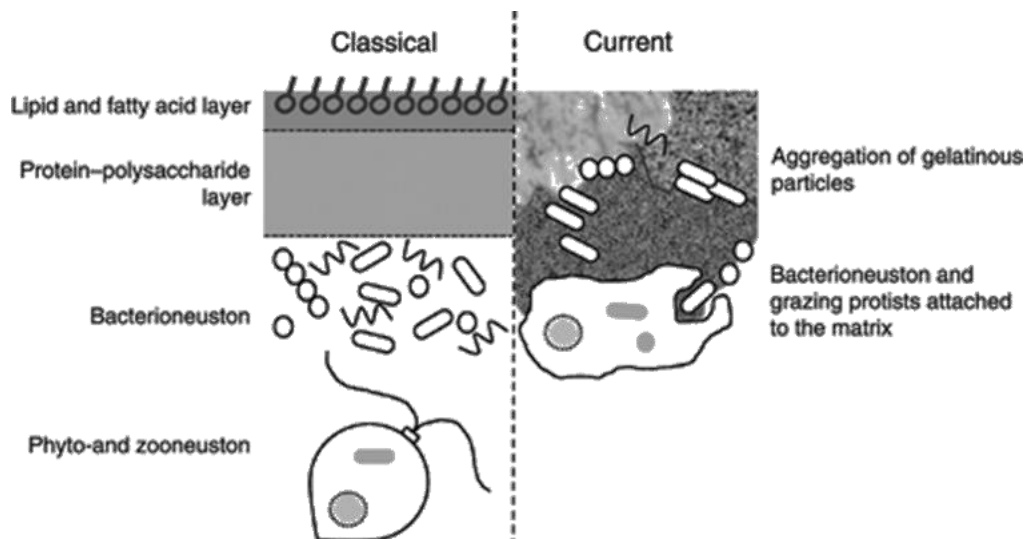 Classical
Current
Lipid and fatty acid layer
Protein–polysaccharide
layer
Bacterioneuston
Phyto-and zooneuston
Aggregation of gelatinous
particles
Bacterioneuston and
grazing protists attached
to the matrix